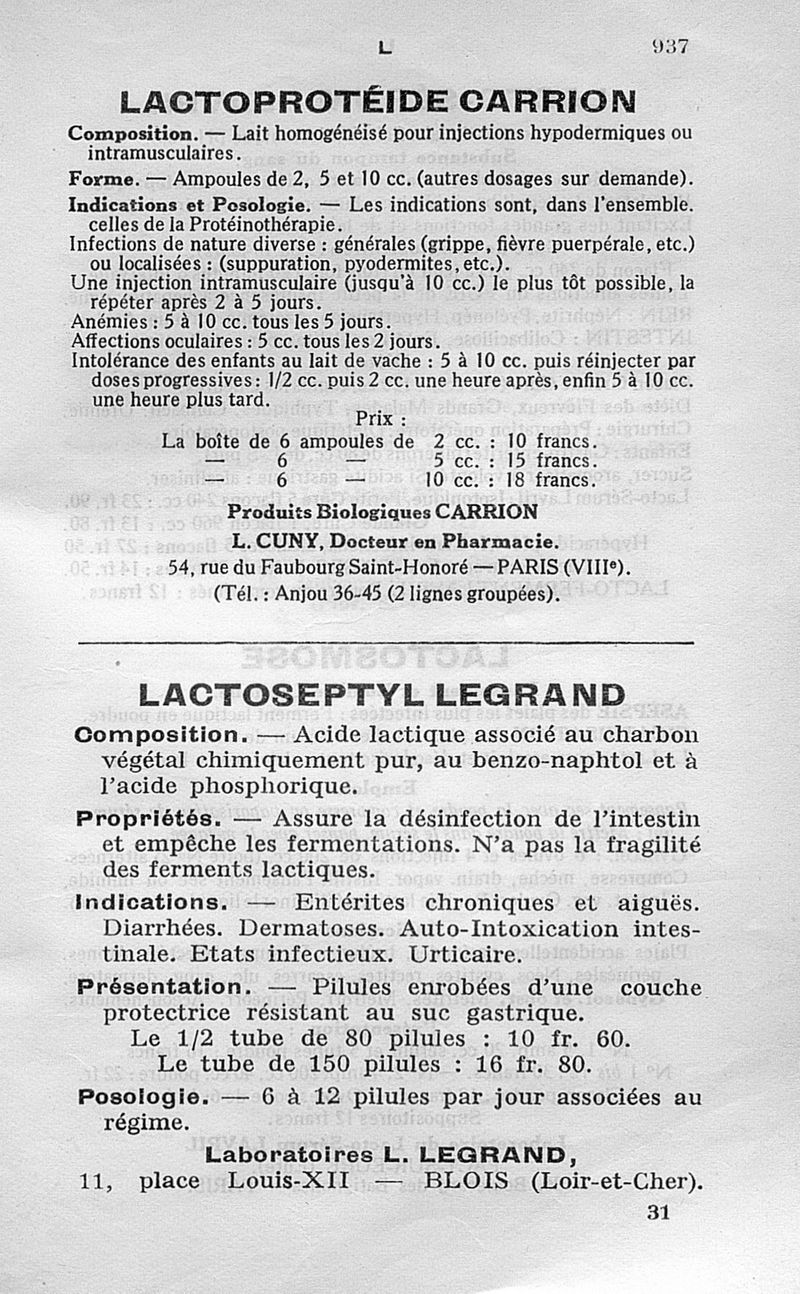 L 937
LACTOPROTÉIDE CARRION
Composition. — Lait homogénéisé pour injections hypodermiques ou
intramusculaires.
Forme. — Ampoules de 2, 5 et 10 cc. (autres dosages sur demande).
Indications et Posologie. — Les indications sont, dans l'ensemble.
celles de la Protéinothérapie.
Infections de nature diverse : générales (grippe, fièvre puerpérale, etc.)
ou localisées : (suppuration, pyodermites, etc.).
Une injection intramusculaire (jusqu'à 10 cc.) le plus tôt possible, la
répéter après 2 à 5 jours.
Anémies : 5 à 10 cc. tous les 5 jours.
Affections oculaires : 5 cc. tous les 2 jours.
Intolérance des enfants au lait de vache : 5 à 10 cc. puis réinjecter par
doses progressives : 1/2 cc. puis 2 cc. une heure après, enfin 5 à 10 cc.
une heure plus tard.
Prix :
La boîte de 6 ampoules de 2 cc. : 10 francs.
— 6 — 5 cc. : 15 francs.
— 6 — 10 cc. : 18 francs.
Produits Biologiques CARRION
L. CUNY, Docteur en Pharmacie.
54, rue du Faubourg Saint-Honoré — PARIS (VIIIe).
(Tél. : Anjou 36-45 (2 lignes groupées).
LACTOSEPTYL LEGRAND
Composition. — Acide lactique associé au charbon
végétal chimiquement pur, au benzo-naphtol et à
l'acide phosphorique.
Propriétés. — Assure la désinfection de l'intestin
et empêche les fermentations. N'a pas la fragilité
des ferments lactiques.
Indications. — Entérites chroniques et aiguës.
Diarrhées. Dermatoses. Auto-Intoxication intes-
tinale. Etats infectieux. Urticaire.
Présentation. — Pilules enrobées d'une couche
protectrice résistant au suc gastrique.
Le 1/2 tube de 80 pilules : 10 fr. 60.
Le tube de 150 pilules : 16 fr. 80.
Posologie. — 6 à 12 pilules par jour associées au
régime.
Laboratoires L. LEGRAND,
11, place Louis-XII — BLOIS (Loir-et-Cher).
31